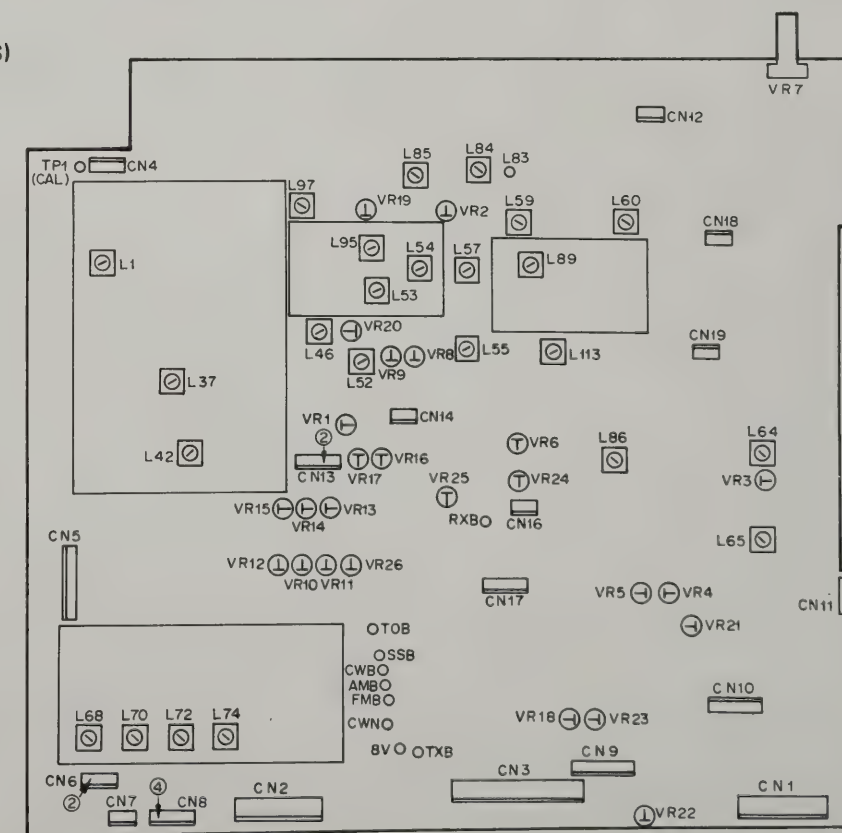 S)
VR7
CN12
TP1
(CAL)
CN4
L85
L84
L83
L97
VR19
VR2
L59
L60
CN18
L95
L54
L57
L89
L1
L53
L46
VR20
L52
VR9
VR8
L55
L113
CN19
L37
VR1
CN14
②
L42
CN13
VR17
VR16
VR6
L86
L64
VR25
VR24
VR3
VR15
VR14
VR13
RXB
CN16
L65
CN5
VR12
VR10
VR11
VR26
CN17
VR5
VR4
CN11
TOB
VR21
SSB
CWB
AMB
FMB
CN10
L68
L70
L72
L74
CWN
VR18
VR23
8V
TXB
CN9
CN6
②
④
CN7
CN8
CN2
CN3
CN1
VR22